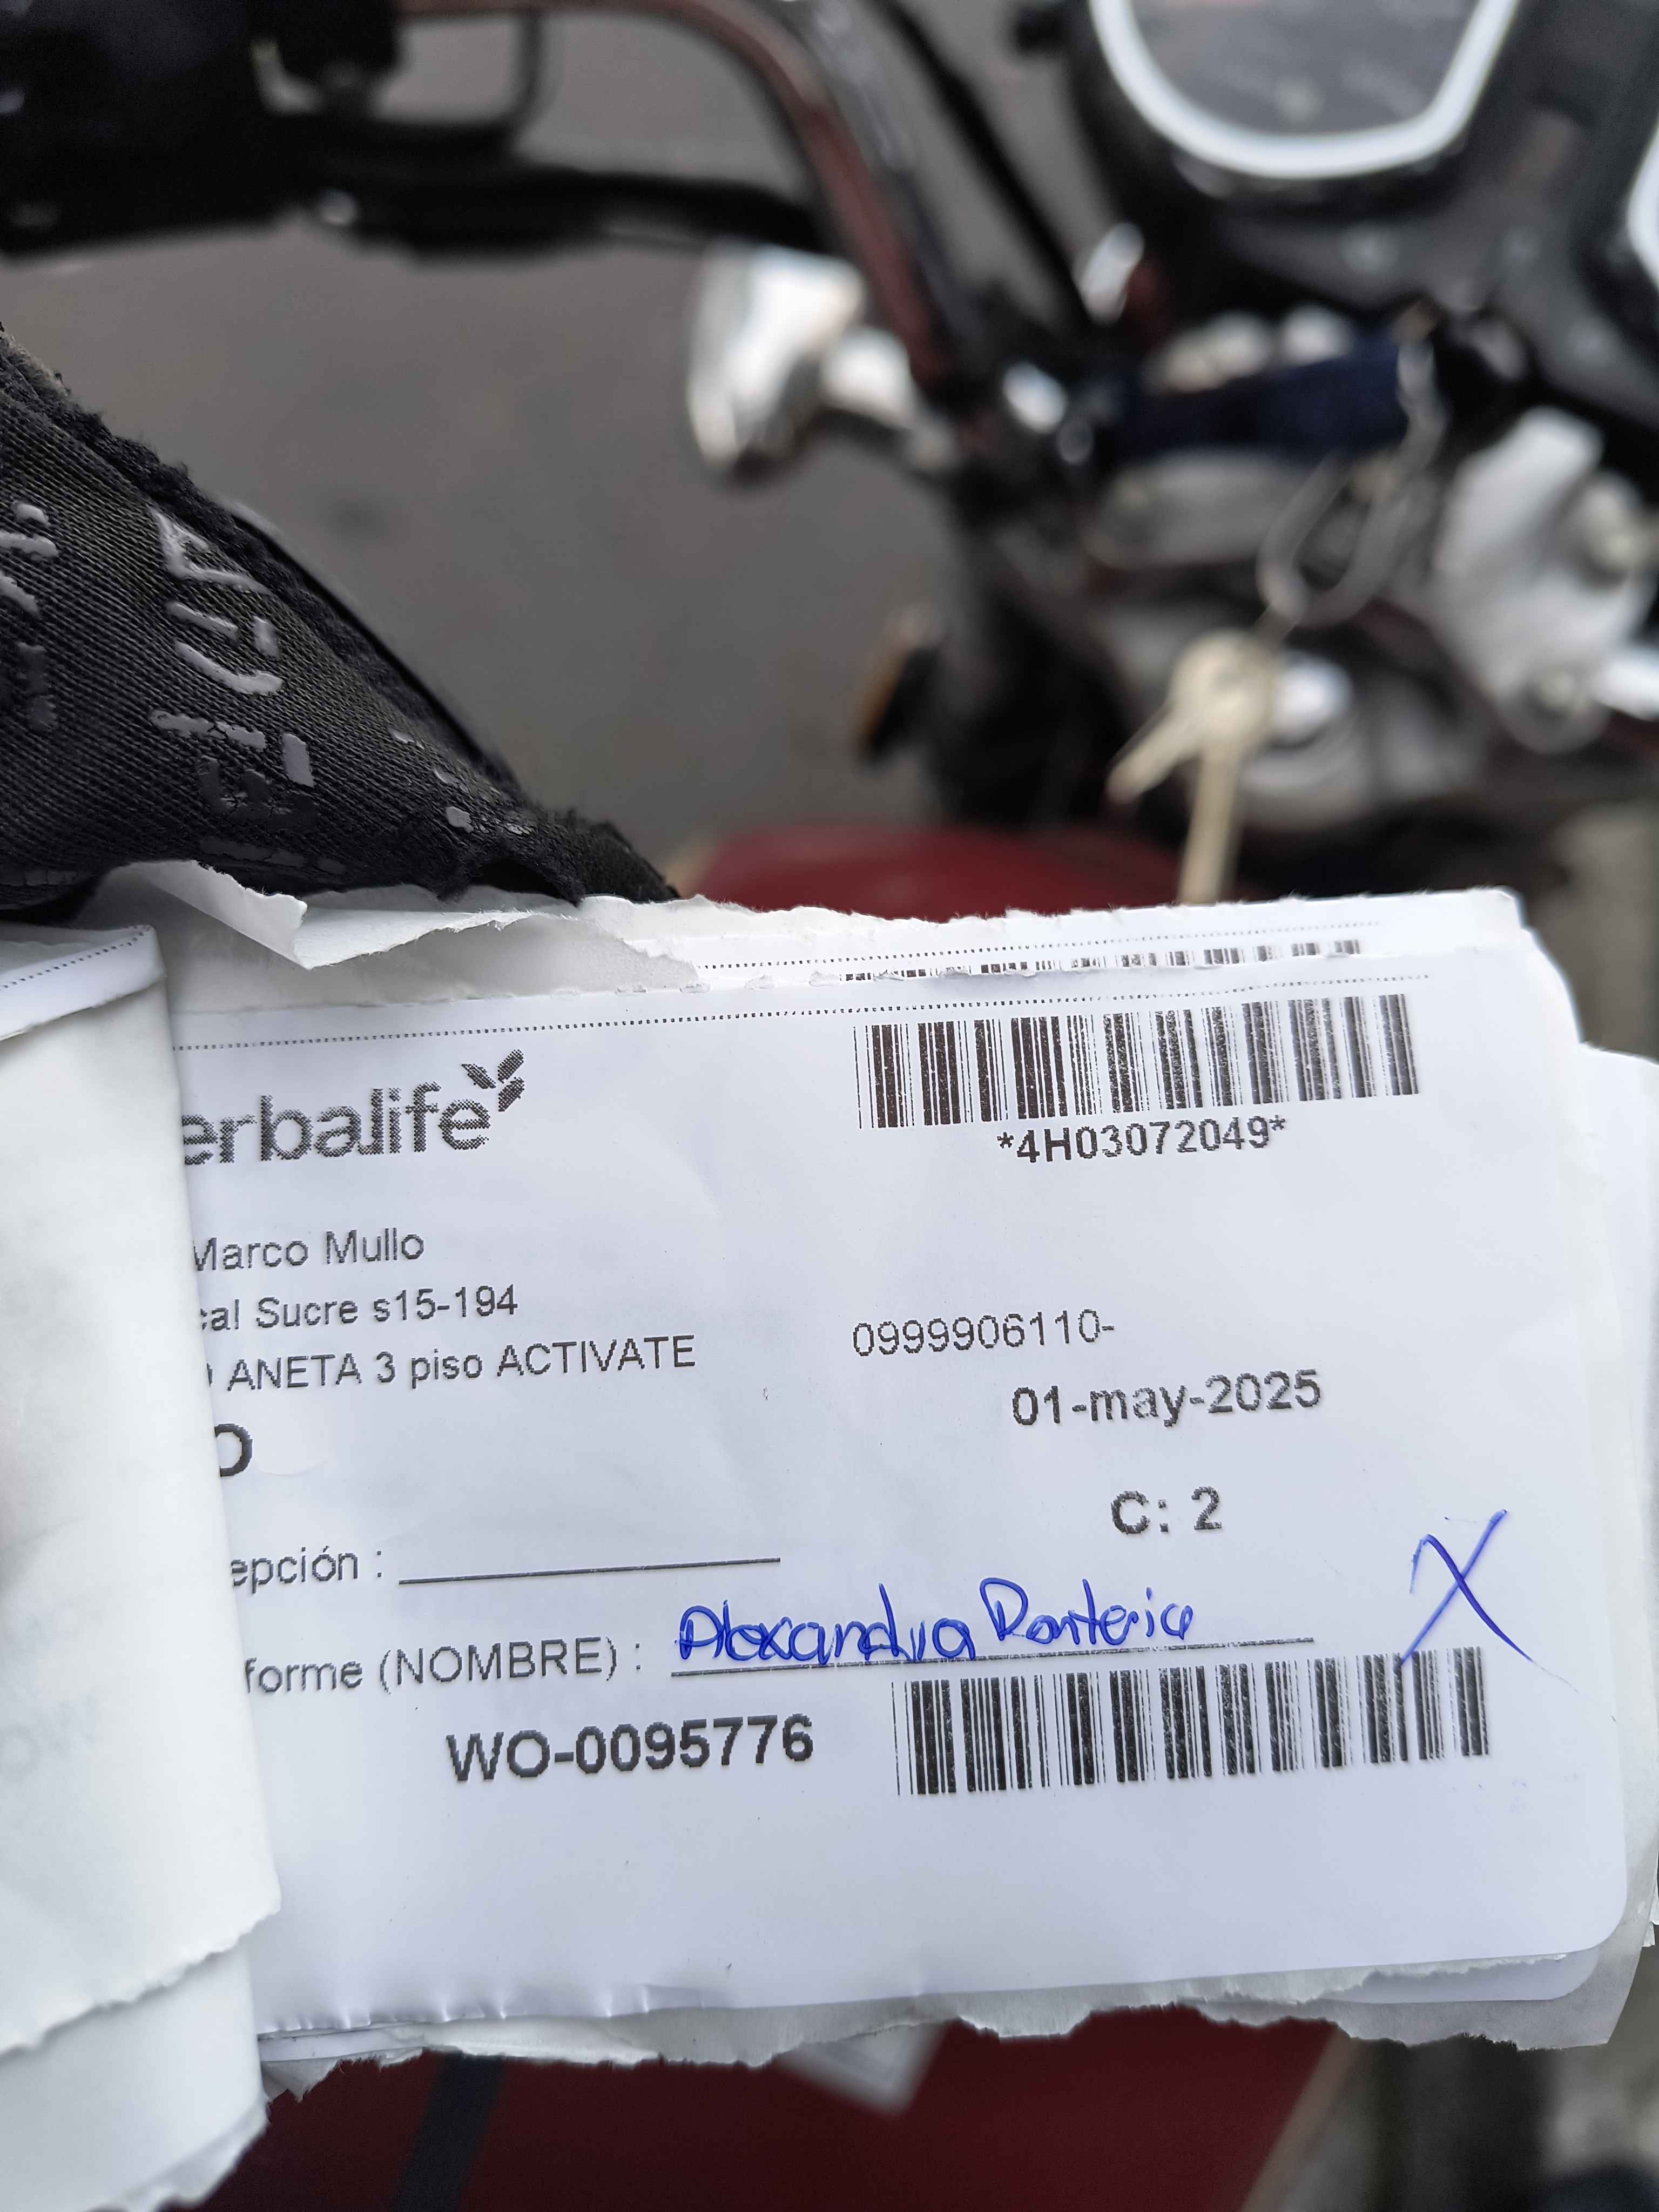 erbalife
*4H03072049*
Marco Mullo
cal Sucre s15-194
0999906110-
ANETA 3 piso ACTIVATE
01-may-2025
O
C: 2
epción :
forme (NOMBRE) : Alexandra
WO-0095776
X